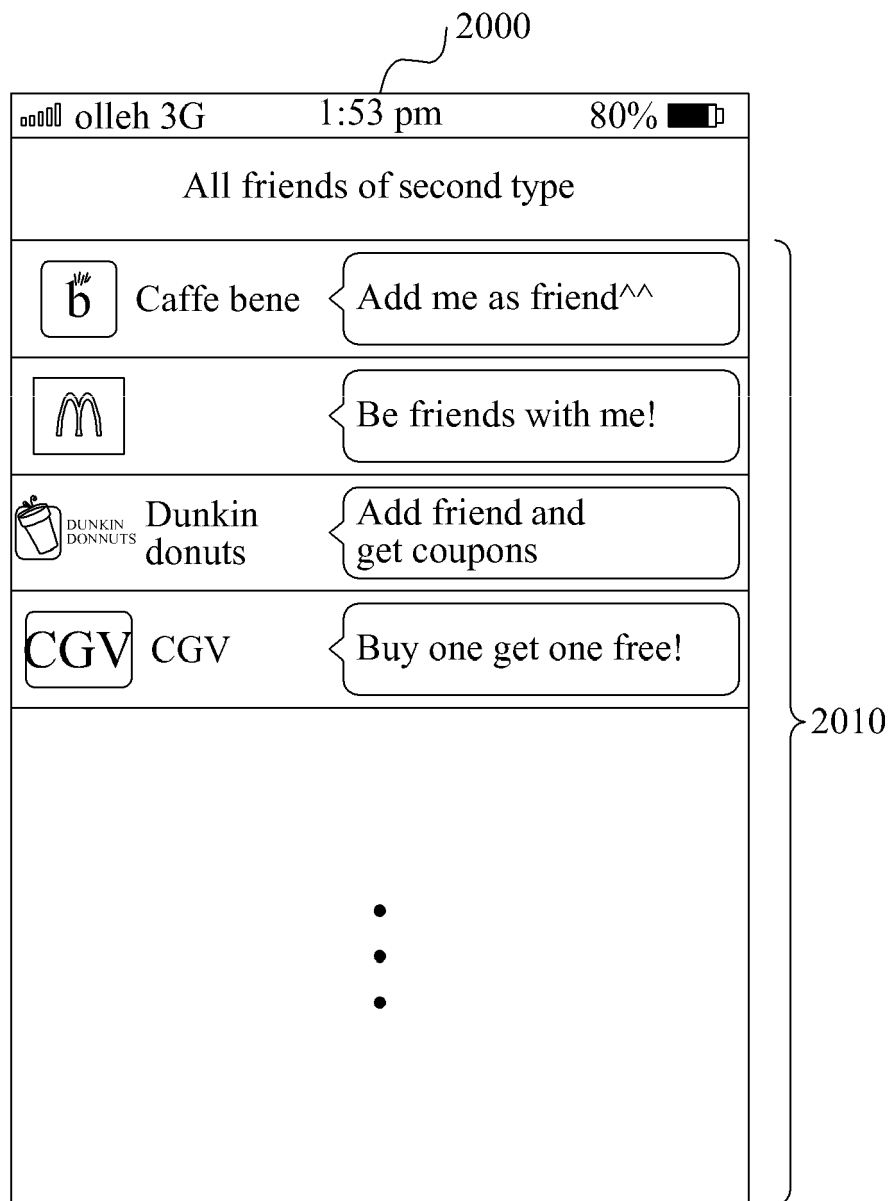 2000
olleh 3G 1:53 pm 80%
All friends of second type
b Caffe bene Add me as friend^^
M Be friends with me!
DUNKIN
DONNUTS
Dunkin
donuts
Add friend and
get coupons
CGV CGV Buy one get one free!
2010